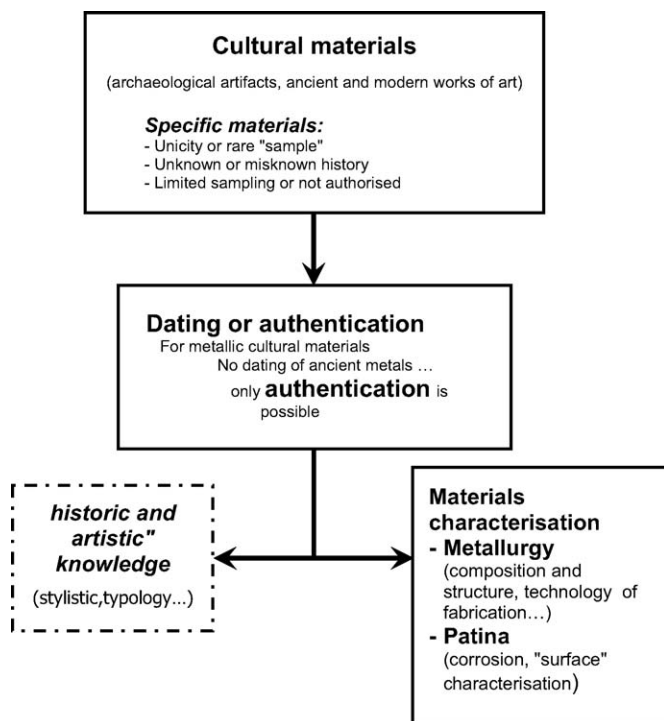 Cultural materials
(archaeological artifacts, ancient and modern works of art)
Specific materials:
- Unicity or rare "sample"
- Unknown or misknown history
- Limited sampling or not authorised
Dating or authentication
For metallic cultural materials
No dating of ancient metals ...
only authentication is
possible
historic and
artistic"
knowledge
(stylistic,typology...)
Materials
characterisation
- Metallurgy
(composition and
structure, technology of
fabrication...)
- Patina
(corrosion, "surface"
characterisation)